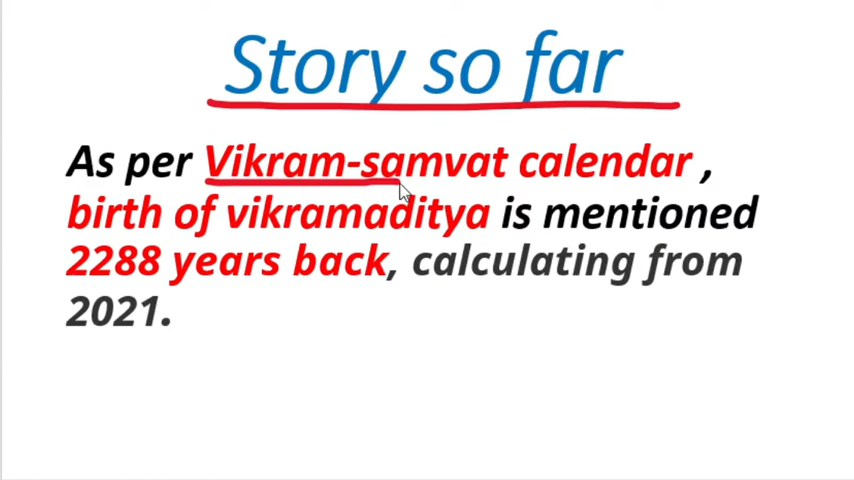 Story so far
As per Vikram-samvat calendar ,
birth of vikramaditya is mentioned
2288 years back, calculating from
2021.